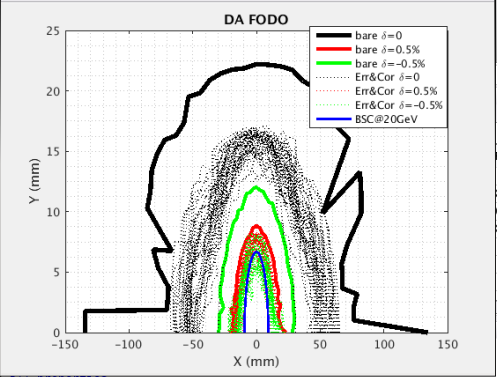 DA FODO
25
20
15
10
5
0
Y (mm)
bare δ=0
bare δ=0.5%
bare δ=-0.5%
Err&Cor δ=0
Err&Cor δ=0.5%
Err&Cor δ=-0.5%
BSC@20GeV
-150 -100 -50 0 50 100 150
X (mm)